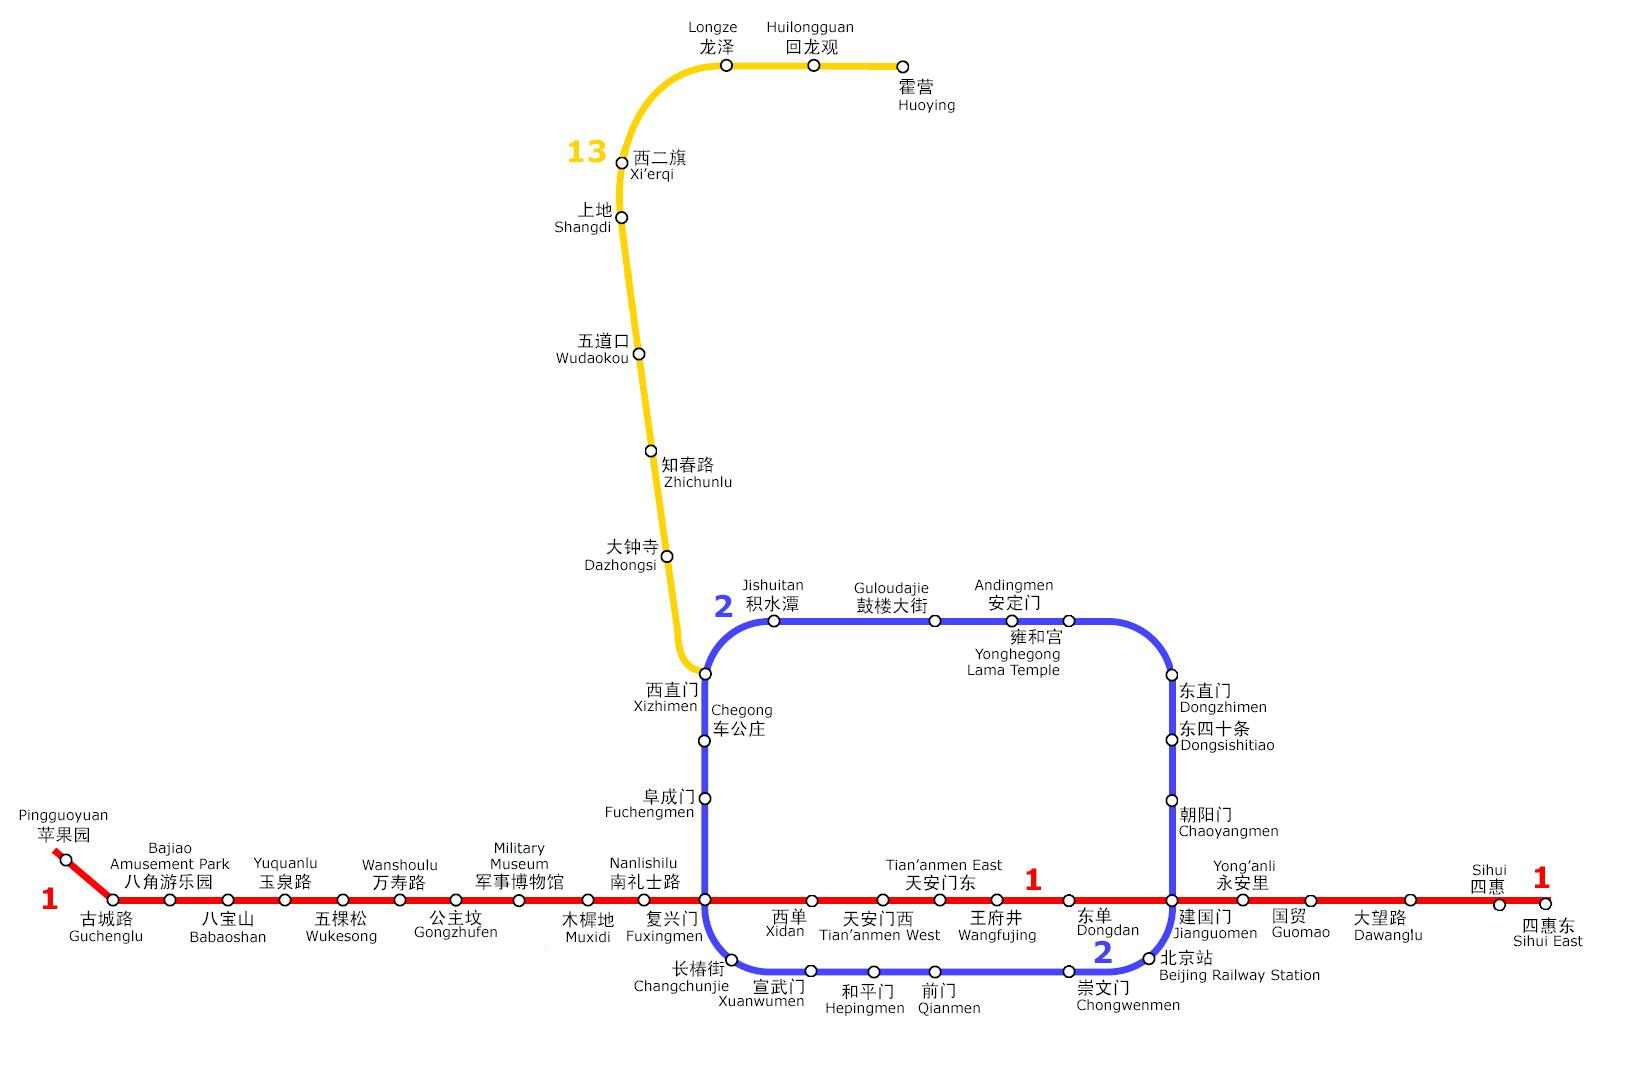 Longze
龙泽
Huilongguan
回龙观
霍营
Huoying
13
西二旗
Xi'erqi
上地
Shangdi
五道口
Wudaokou
知春路
Zhichunlu
大钟寺
Dazhongsi
2
Jishuitan
积水潭
Guloudajie
鼓楼大街
Andingmen
安定门
雍和宫
Yonghegong
Lama Temple
西直门
Xizhimen
东直门
Dongzhimen
Chegong
车公庄
东四十条
Dongsishitiao
阜成门
Fuchengmen
朝阳门
Chaoyangmen
Pingguoyuan
苹果园
1
古城路
Guchenglu
Bajiao
Amusement Park
八角游乐园
八宝山
Babaoshan
Yuquanlu
玉泉路
五棵松
Wukesong
Wanshoulu
万寿路
公主坟
Gongzhufen
Military
Museum
军事博物馆
木樨地
Muxidi
Nanlishilu
南礼士路
复兴门
Fuxingmen
西单
Xidan
天安门西
Tian'anmen West
Tian'anmen East
天安门东
王府井
Wangfujing
1
东单
Dongdan
建国门
Jianguomen
Yong'anli
永安里
国贸
Guomao
大望路
Dawanglu
Sihui
四惠
1
四惠东
Sihui East
长椿街
Changchunjie
宣武门
Xuanwumen
和平门
Hepingmen
前门
Qianmen
2
崇文门
Chongwenmen
北京站
Beijing Railway Station